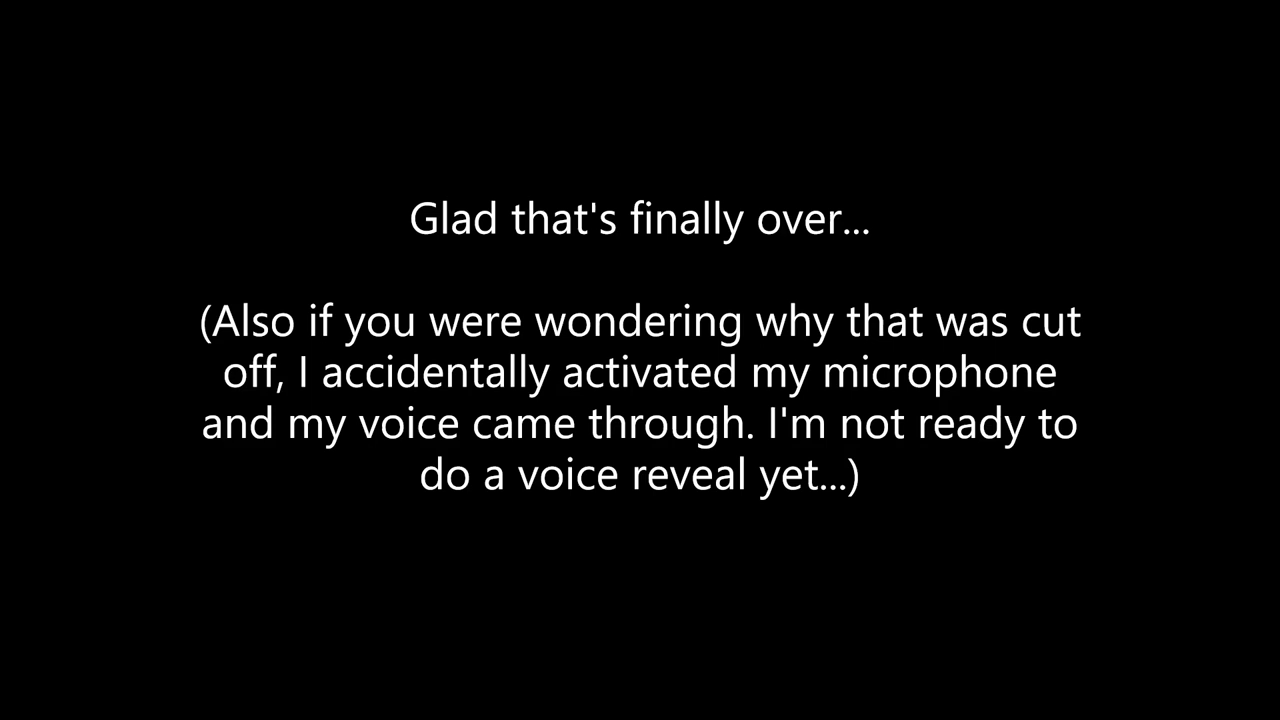 Glad that's finally over...
(Also if you were wondering why that was cut
off, I accidentally activated my microphone
and my voice came through. I'm not ready to
do a voice reveal yet...)